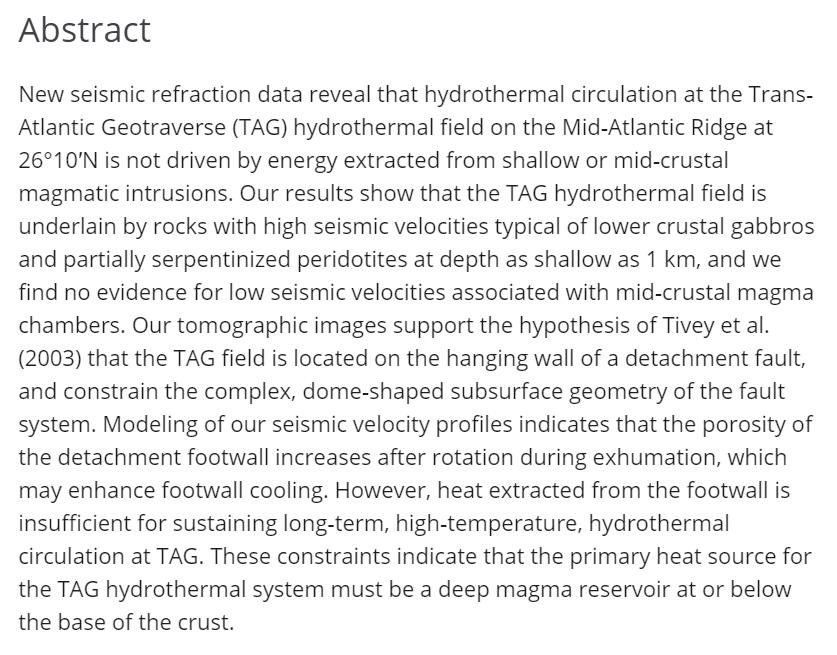 Abstract
New seismic refraction data reveal that hydrothermal circulation at the Trans-
Atlantic Geotraverse (TAG) hydrothermal field on the Mid-Atlantic Ridge at
26°10′N is not driven by energy extracted from shallow or mid-crustal
magmatic intrusions. Our results show that the TAG hydrothermal field is
underlain by rocks with high seismic velocities typical of lower crustal gabbros
and partially serpentinized peridotites at depth as shallow as 1 km, and we
find no evidence for low seismic velocities associated with mid-crustal magma
chambers. Our tomographic images support the hypothesis of Tivey et al.
(2003) that the TAG field is located on the hanging wall of a detachment fault,
and constrain the complex, dome-shaped subsurface geometry of the fault
system. Modeling of our seismic velocity profiles indicates that the porosity of
the detachment footwall increases after rotation during exhumation, which
may enhance footwall cooling. However, heat extracted from the footwall is
insufficient for sustaining long-term, high-temperature, hydrothermal
circulation at TAG. These constraints indicate that the primary heat source for
the TAG hydrothermal system must be a deep magma reservoir at or below
the base of the crust.